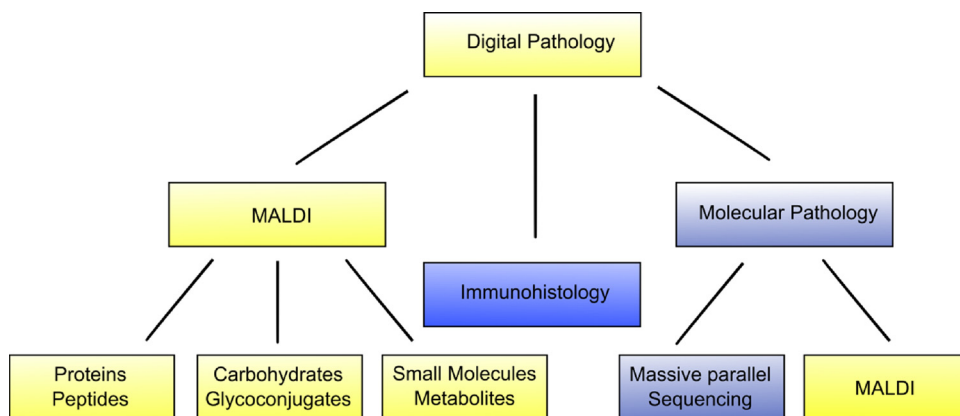 Digital Pathology
MALDI
Molecular Pathology
Immunohistology
Proteins
Peptides
Carbohydrates
Glycoconjugates
Small Molecules
Metabolites
Massive parallel
Sequencing
MALDI